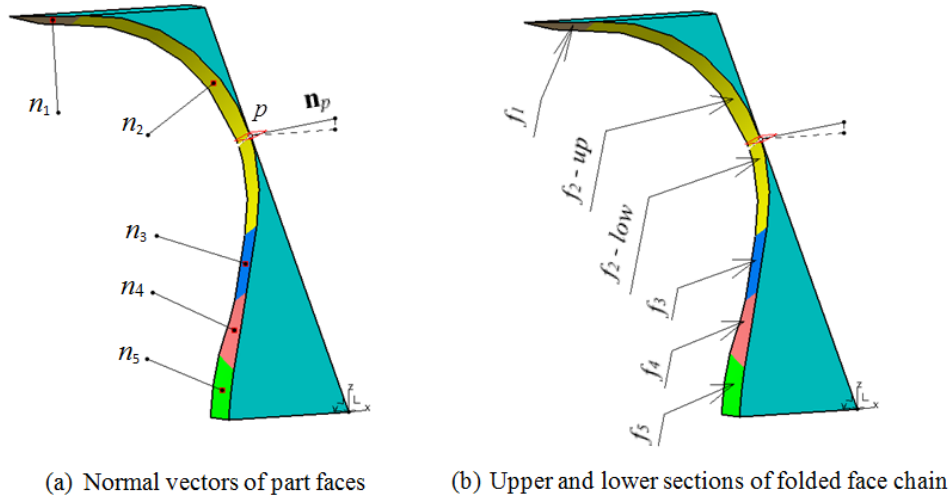 n1
n2
p
np
n3
n4
n5
Z
Y L X
f1
f2 - up
f2 - low
f3
f4
f5
Z
Y L X
(a) Normal vectors of part faces
(b) Upper and lower sections of folded face chain